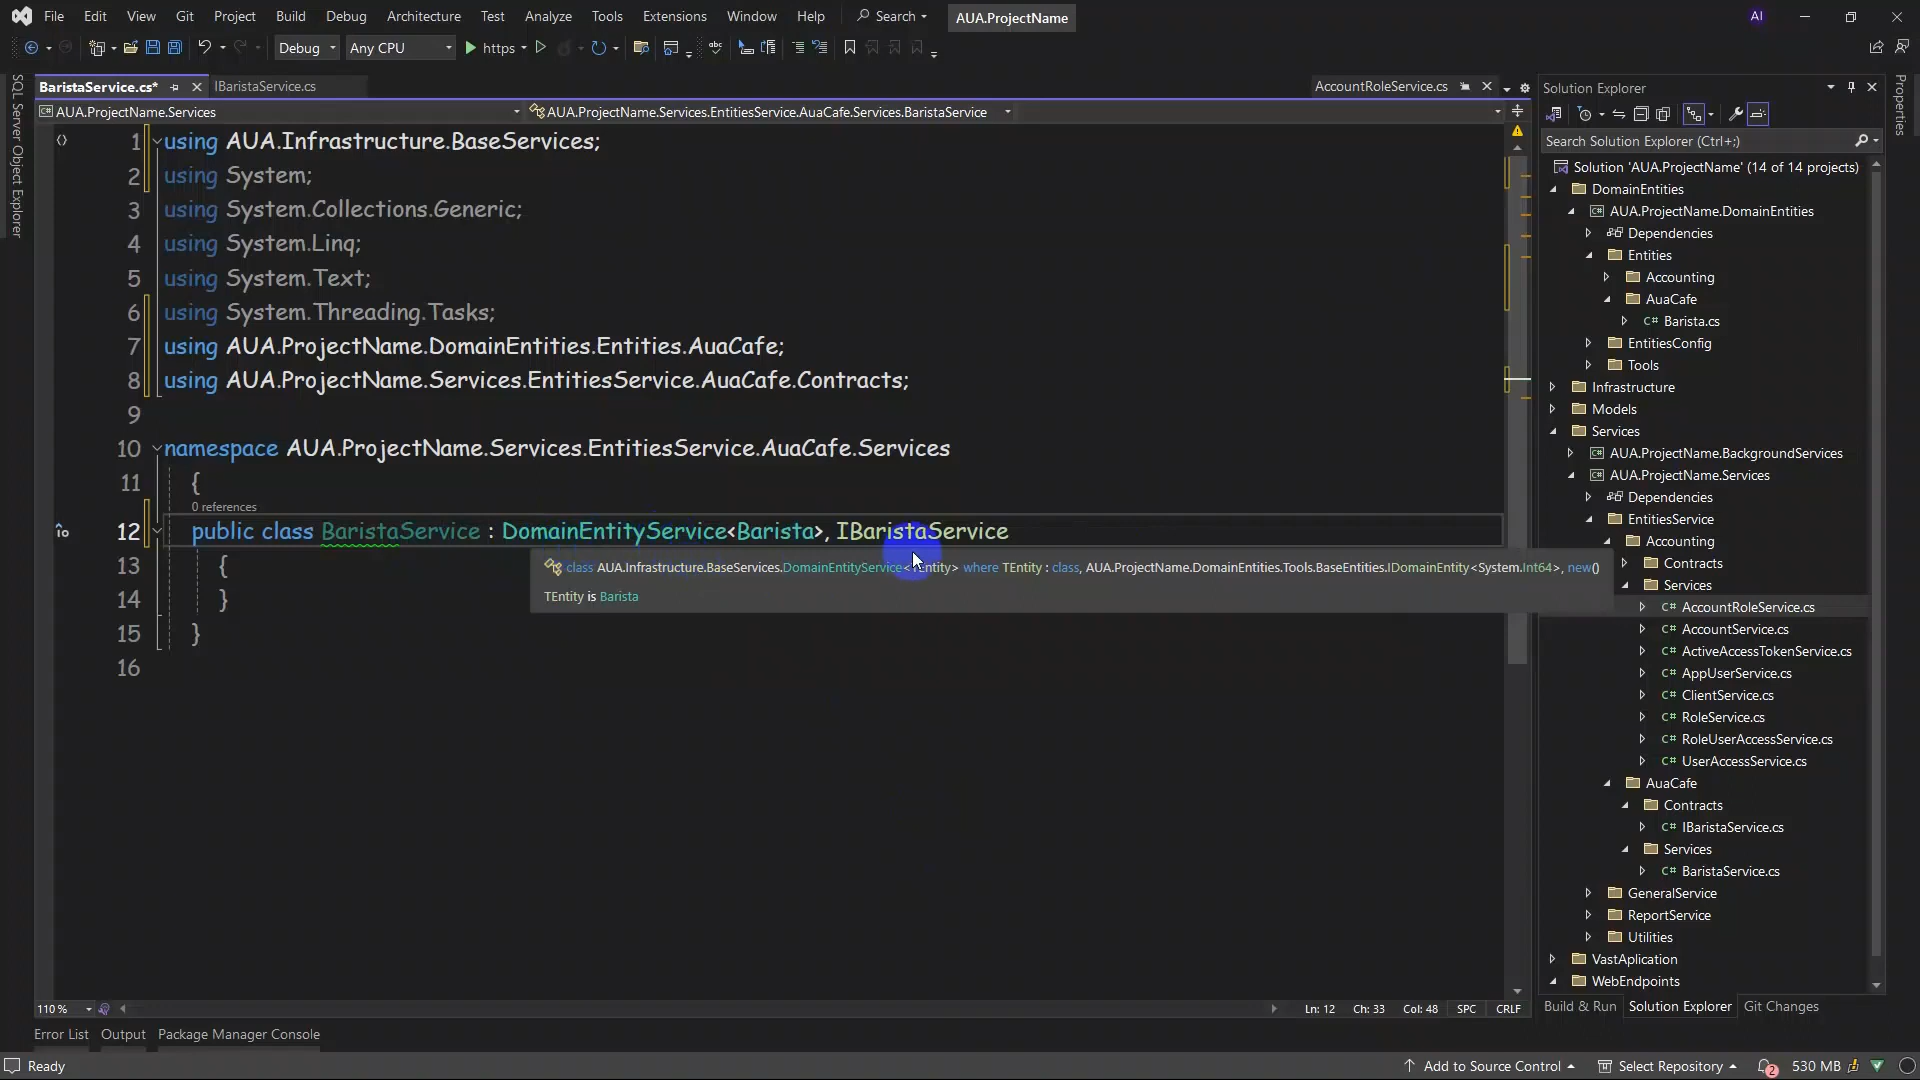 File Edit View Git Project Build Debug Architecture Test Analyze Tools Extensions Window Help Search AUA.ProjectName AI
Debug Any CPU https
SQL Server Object Explorer
BaristaService.cs* IBaristaService.cs AccountRoleService.cs
AUA.ProjectName.Services AUA.ProjectName.Services.EntitiesService.AuaCafe.Services.BaristaService
1 using AUA.Infrastructure.BaseServices;
2 using System;
3 using System.Collections.Generic;
4 using System.Linq;
5 using System.Text;
6 using System.Threading.Tasks;
7 using AUA.ProjectName.DomainEntities.Entities.AuaCafe;
8 using AUA.ProjectName.Services.EntitiesService.AuaCafe.Contracts;
9
10 namespace AUA.ProjectName.Services.EntitiesService.AuaCafe.Services
11 {
0 references
12 public class BaristaService : DomainEntityService<Barista>, IBaristaService
13 {
class AUA.Infrastructure.BaseServices.DomainEntityService<TEntity> where TEntity : class, AUA.ProjectName.DomainEntities.Tools.BaseEntities.IDomainEntity<System.Int64>, new()
TEntity is Barista
14 }
15 }
16
110 % Ln: 12 Ch: 33 Col: 48 SPC CRLF
Error List Output Package Manager Console
Solution Explorer
Search Solution Explorer (Ctrl+;)
Solution 'AUA.ProjectName' (14 of 14 projects)
DomainEntities
C# AUA.ProjectName.DomainEntities
Dependencies
Entities
Accounting
AuaCafe
C# Barista.cs
EntitiesConfig
Tools
Infrastructure
Models
Services
C# AUA.ProjectName.BackgroundServices
C# AUA.ProjectName.Services
Dependencies
EntitiesService
Accounting
Contracts
Services
C# AccountRoleService.cs
C# AccountService.cs
C# ActiveAccessTokenService.cs
C# AppUserService.cs
C# ClientService.cs
C# RoleService.cs
C# RoleUserAccessService.cs
C# UserAccessService.cs
AuaCafe
Contracts
C# IBaristaService.cs
Services
C# BaristaService.cs
GeneralService
ReportService
Utilities
VastAplication
WebEndpoints
Build & Run Solution Explorer Git Changes
Properties
Ready Add to Source Control Select Repository 2 530 MB